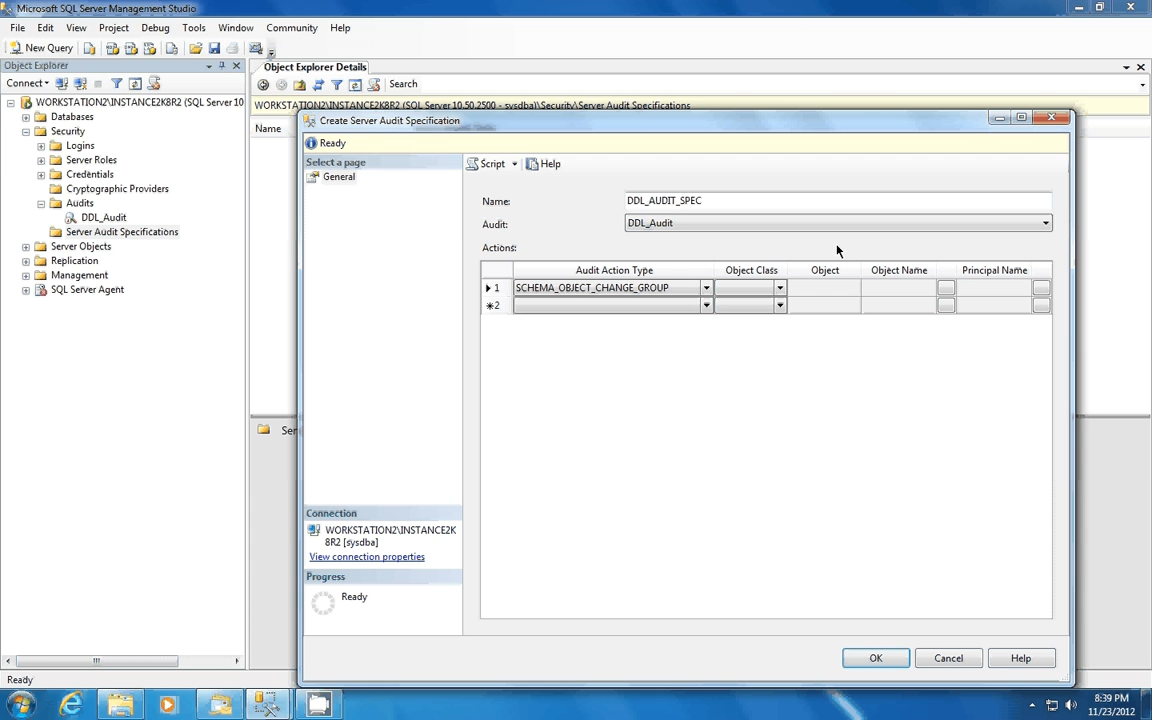 Microsoft SQL Server Management Studio
File Edit View Project Debug Tools Window Community Help
New Query
Object Explorer
Connect
WORKSTATION2\INSTANCE2K8R2 (SQL Server 10
Databases
Security
Logins
Server Roles
Credentials
Cryptographic Providers
Audits
DDL_Audit
Server Audit Specifications
Server Objects
Replication
Management
SQL Server Agent
Object Explorer Details
Search
WORKSTATION2\INSTANCE2K8R2 (SQL Server 10.50.2500 - sysdba)\Security\Server Audit Specifications
Name
Ser
Create Server Audit Specification
Ready
Select a page
General
Script Help
Name: DDL_AUDIT_SPEC
Audit: DDL_Audit
Actions:
Audit Action Type Object Class Object Object Name Principal Name
1 SCHEMA_OBJECT_CHANGE_GROUP
*2
Connection
WORKSTATION2\INSTANCE2K
8R2 [sysdba]
View connection properties
Progress
Ready
OK Cancel Help
Ready
8:39 PM
11/23/2012